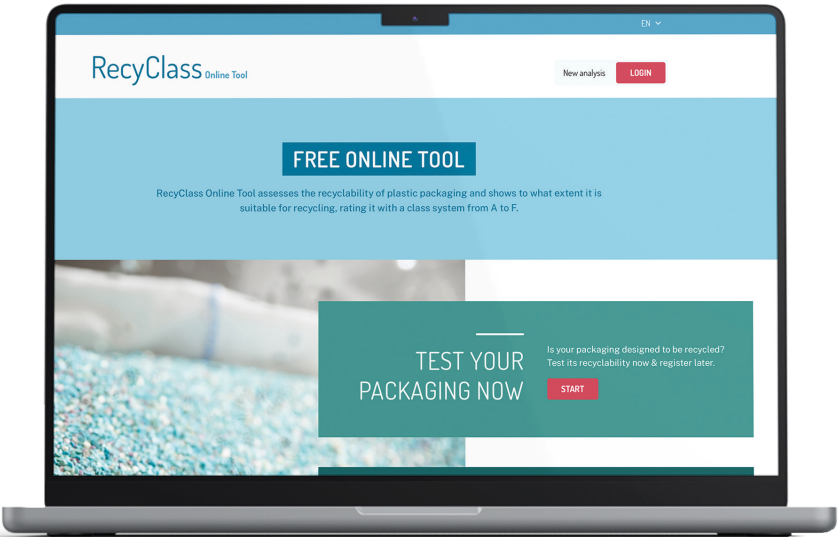 EN
RecyClass Online Tool
New analysis LOGIN
FREE ONLINE TOOL
RecyClass Online Tool assesses the recyclability of plastic packaging and shows to what extent it is
suitable for recycling, rating it with a class system from A to F.
TEST YOUR
PACKAGING NOW
Is your packaging designed to be recycled?
Test its recyclability now & register later.
START